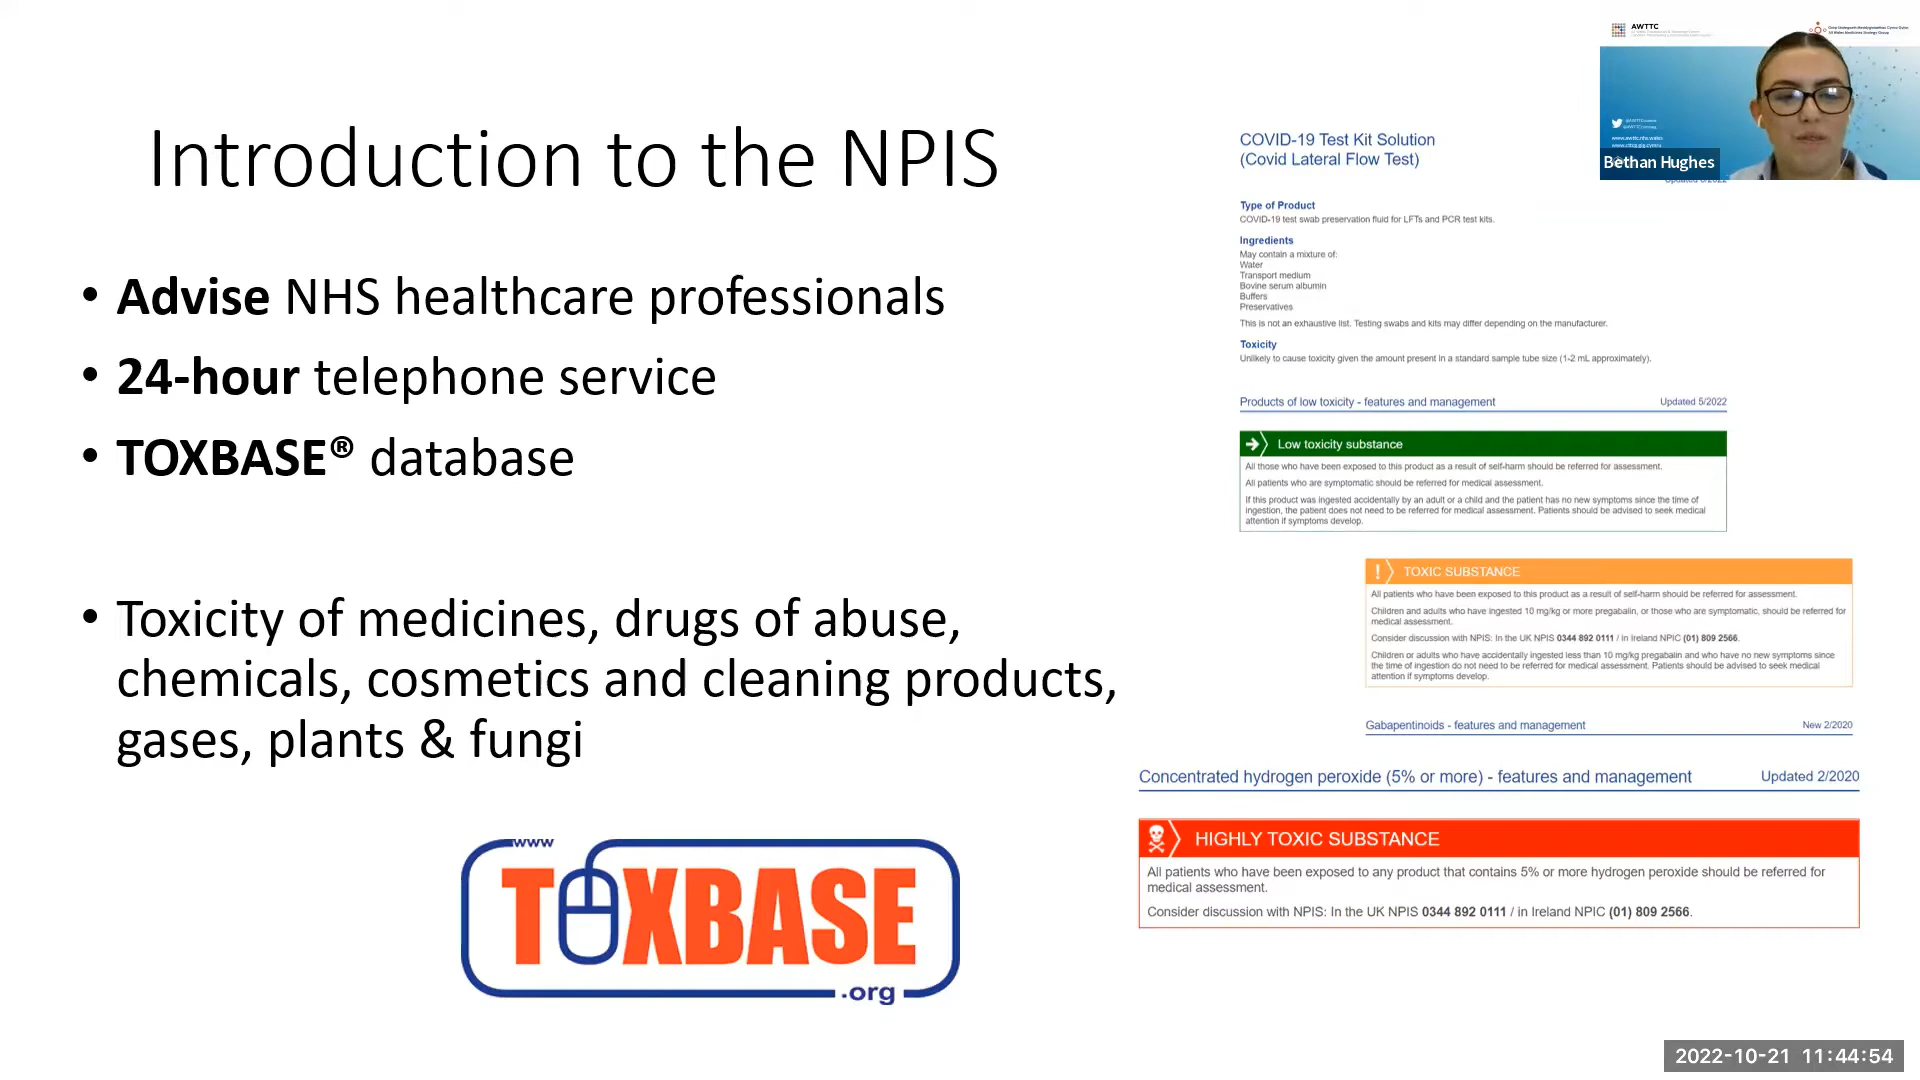 Introduction to the NPIS
• Advise NHS healthcare professionals
• 24-hour telephone service
• TOXBASE® database
• Toxicity of medicines, drugs of abuse,
chemicals, cosmetics and cleaning products,
gases, plants & fungi
www
TOXBASE
.org
COVID-19 Test Kit Solution
(Covid Lateral Flow Test)
Type of Product
COVID-19 test swab preservation fluid for LFTs and PCR test kits.
Ingredients
May contain a mixture of:
Water
Transport medium
Bovine serum albumin
Buffers
Preservatives
This is not an exhaustive list. Testing swabs and kits may differ depending on the manufacturer.
Toxicity
Unlikely to cause toxicity given the amount present in a standard sample tube size (1-2 mL approximately).
Products of low toxicity - features and management Updated 5/2022
Low toxicity substance
All those who have been exposed to this product as a result of self-harm should be referred for assessment.
All patients who are symptomatic should be referred for medical assessment.
If this product was ingested accidentally by an adult or a child and the patient has no new symptoms since the time of
ingestion, the patient does not need to be referred for medical assessment. Patients should be advised to seek medical
attention if symptoms develop.
TOXIC SUBSTANCE
All patients who have been exposed to this product as a result of self-harm should be referred for assessment.
Children and adults who have ingested 10 mg/kg or more pregabalin, or those who are symptomatic, should be referred for
medical assessment.
Consider discussion with NPIS: In the UK NPIS 0344 892 0111 / in Ireland NPIC (01) 809 2566.
Children or adults who have accidentally ingested less than 10 mg/kg pregabalin and who have no new symptoms since
the time of ingestion do not need to be referred for medical assessment. Patients should be advised to seek medical
attention if symptoms develop.
Gabapentinoids - features and management New 2/2020
Concentrated hydrogen peroxide (5% or more) - features and management Updated 2/2020
HIGHLY TOXIC SUBSTANCE
All patients who have been exposed to any product that contains 5% or more hydrogen peroxide should be referred for
medical assessment.
Consider discussion with NPIS: In the UK NPIS 0344 892 0111 / in Ireland NPIC (01) 809 2566.
AWTTC
Bethan Hughes
2022-10-21 11:44:54